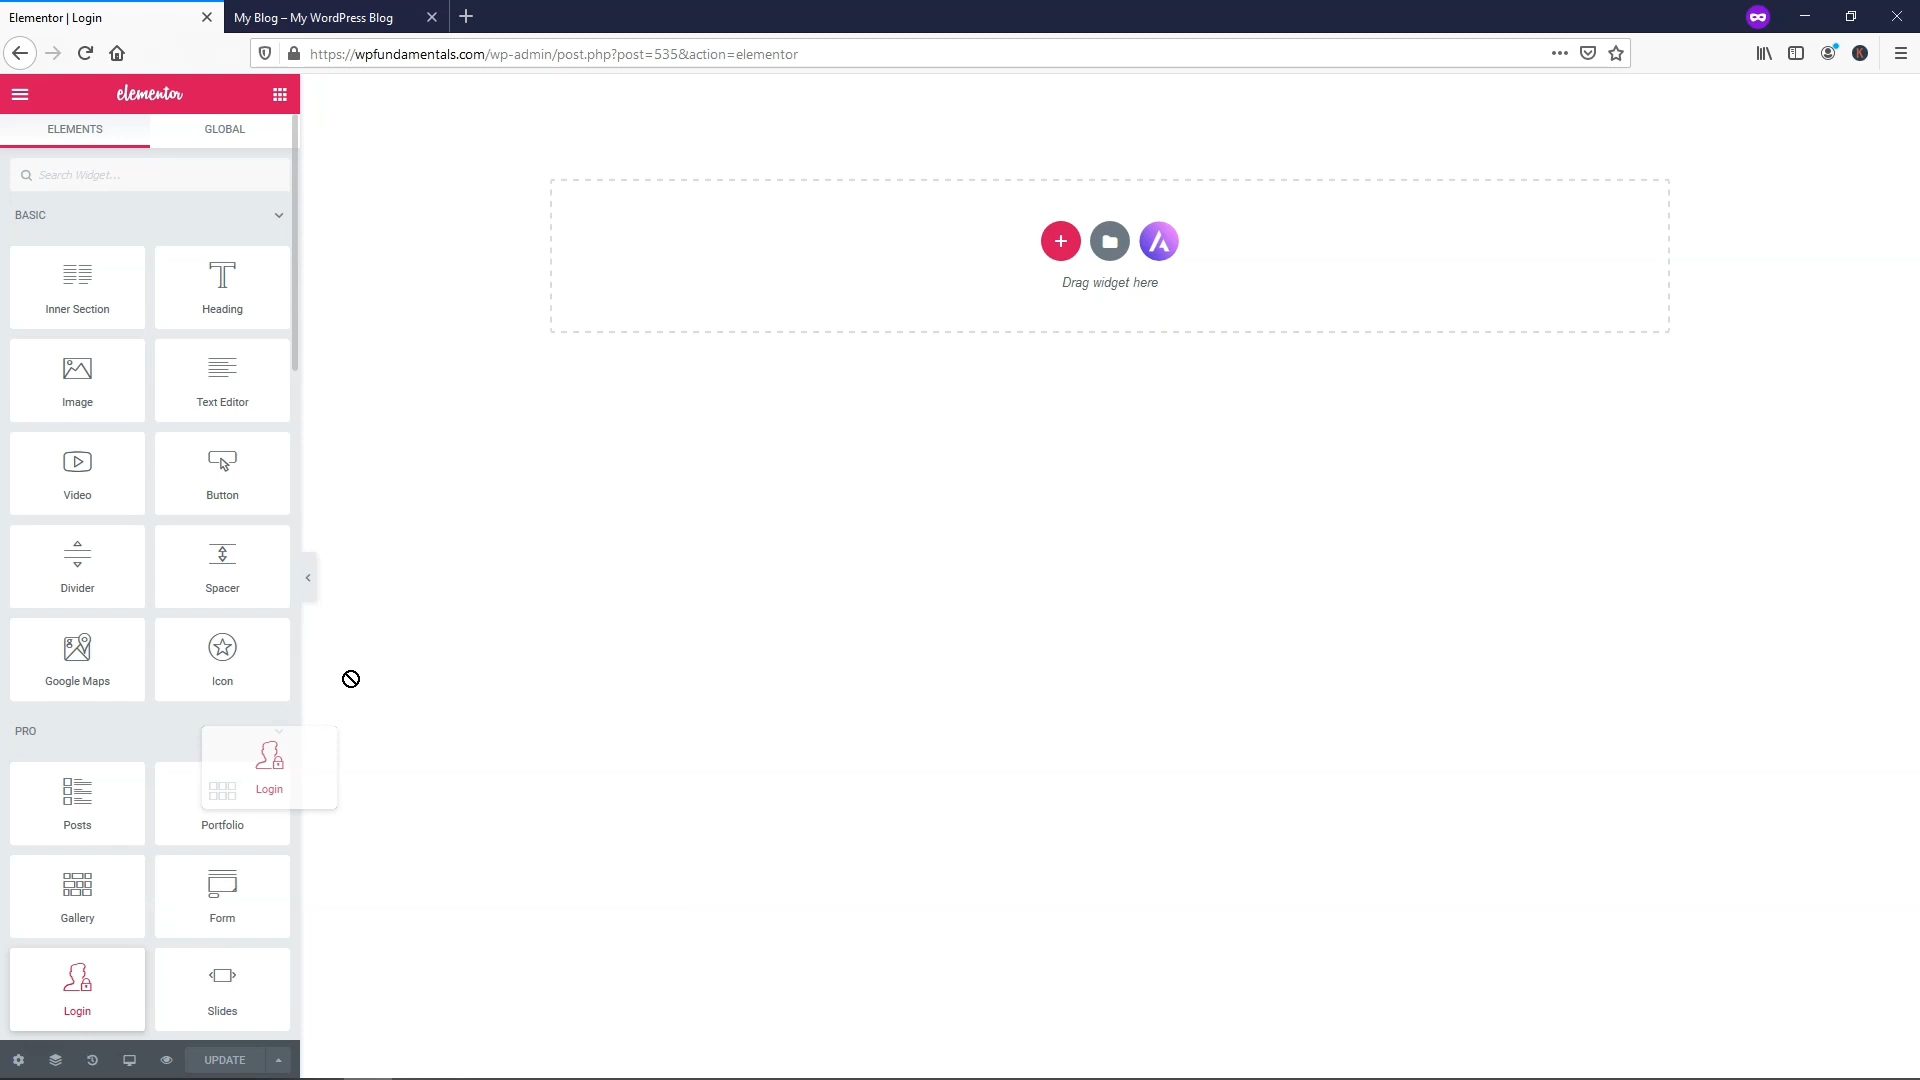 Elementor | Login
My Blog – My WordPress Blog
https://wpfundamentals.com/wp-admin/post.php?post=535&action=elementor
K
elementor
ELEMENTS
GLOBAL
Search Widget...
BASIC
Inner Section
Heading
Image
Text Editor
Video
Button
Divider
Spacer
Google Maps
Icon
PRO
Login
Posts
Portfolio
Gallery
Form
Login
Slides
UPDATE
Drag widget here